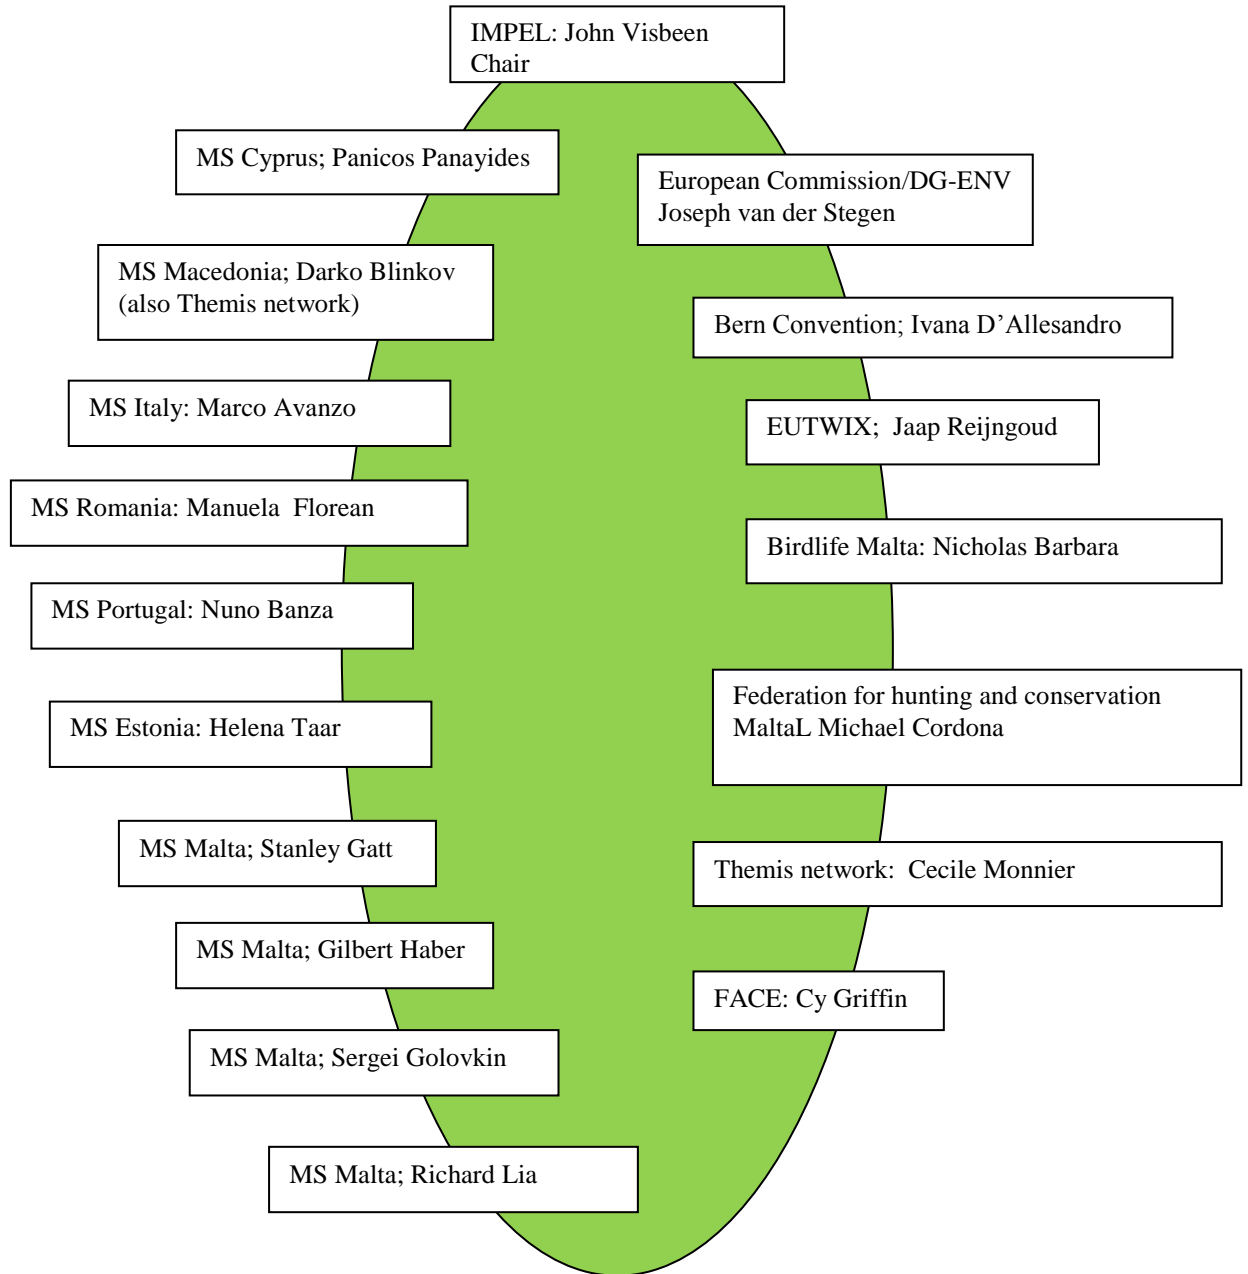 IMPEL: John Visbeen
Chair
MS Cyprus; Panicos Panayides
European Commission/DG-ENV
Joseph van der Stegen
MS Macedonia; Darko Blinkov
(also Themis network)
Bern Convention; Ivana D’Allesandro
MS Italy: Marco Avanzo
EUTWIX; Jaap Reijngoud
MS Romania: Manuela Florean
Birdlife Malta: Nicholas Barbara
MS Portugal: Nuno Banza
Federation for hunting and conservation
MaltaL Michael Cordona
MS Estonia: Helena Taar
MS Malta; Stanley Gatt
Themis network: Cecile Monnier
MS Malta; Gilbert Haber
FACE: Cy Griffin
MS Malta; Sergei Golovkin
MS Malta; Richard Lia